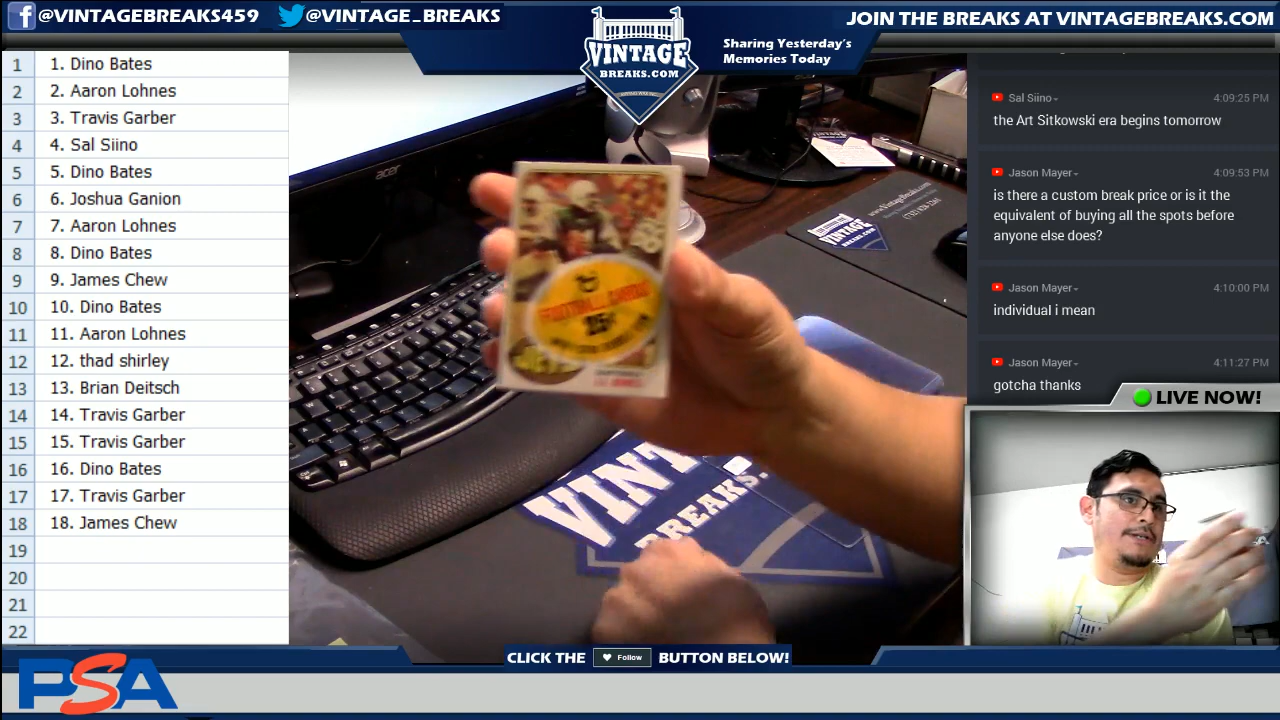 @VINTAGEBREAKS459
@VINTAGE_BREAKS
VINTAGE
BREAKS.COM
Sharing Yesterday's
Memories Today
JOIN THE BREAKS AT VINTAGEBREAKS.COM
1 1. Dino Bates
2 2. Aaron Lohnes
3 3. Travis Garber
4 4. Sal Siino
5 5. Dino Bates
6 6. Joshua Ganion
7 7. Aaron Lohnes
8 8. Dino Bates
9 9. James Chew
10 10. Dino Bates
11 11. Aaron Lohnes
12 12. thad shirley
13 13. Brian Deitsch
14 14. Travis Garber
15 15. Travis Garber
16 16. Dino Bates
17 17. Travis Garber
18 18. James Chew
19
20
21
22
acer
FOOTBALL CARDS
15¢
VINTAGE
BREAKS.
VINT
BREAKS.
Sal Siino
4:09:25 PM
the Art Sitkowski era begins tomorrow
Jason Mayer
4:09:53 PM
is there a custom break price or is it the
equivalent of buying all the spots before
anyone else does?
Jason Mayer
4:10:00 PM
individual i mean
Jason Mayer
4:11:27 PM
gotcha thanks
LIVE NOW!
CLICK THE Follow BUTTON BELOW!
PSA